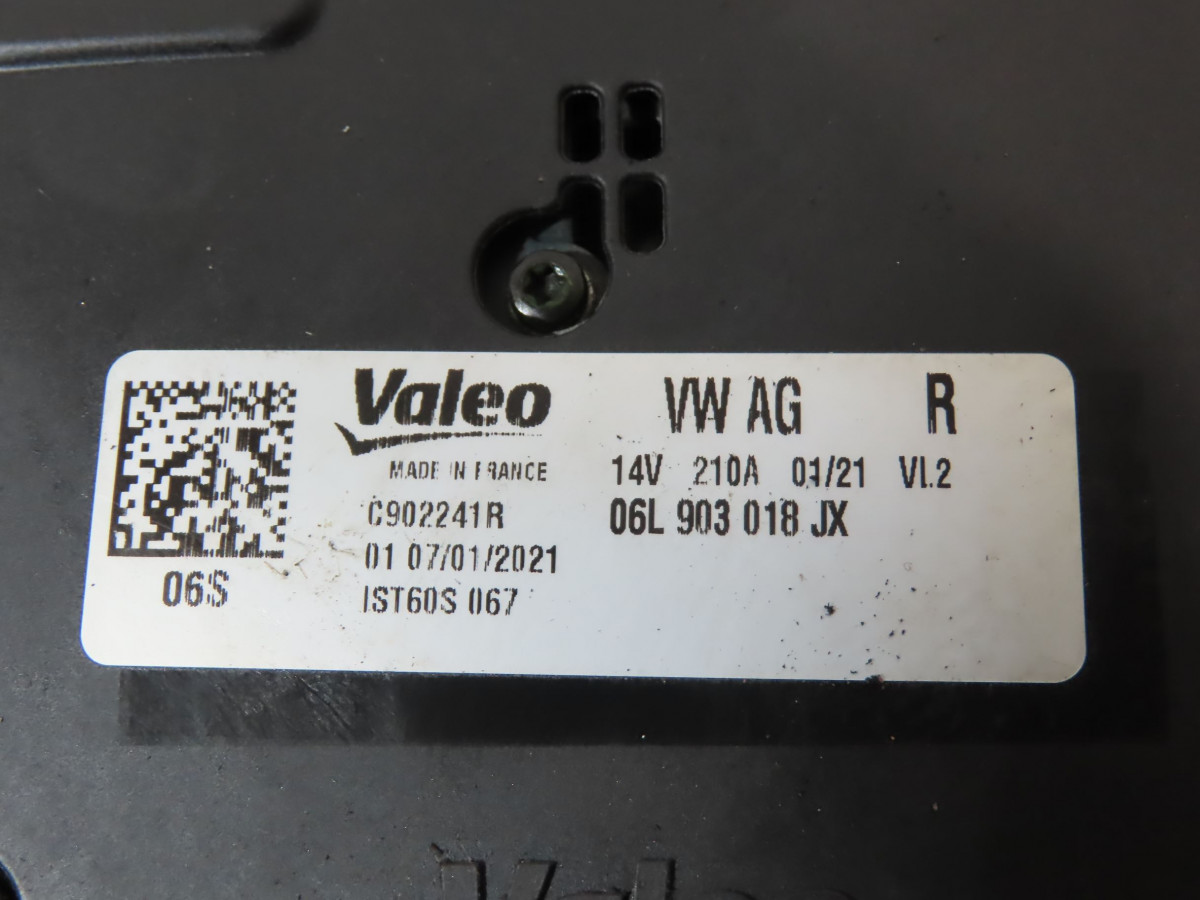 Valeo
MADE IN FRANCE
C902241R
01 07/01/2021
IST60S 067
06S
VW AG R
14V 210A 01/21 VI.2
06L 903 018 JX
Valeo